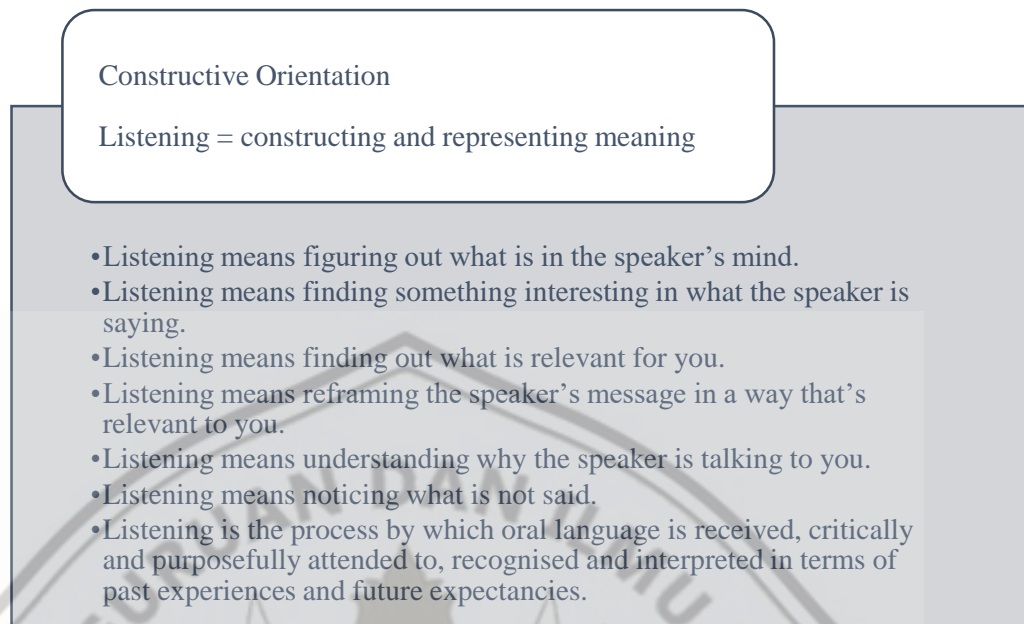 Constructive Orientation
Listening = constructing and representing meaning
•Listening means figuring out what is in the speaker’s mind.
•Listening means finding something interesting in what the speaker is
saying.
•Listening means finding out what is relevant for you.
•Listening means reframing the speaker’s message in a way that’s
relevant to you.
•Listening means understanding why the speaker is talking to you.
•Listening means noticing what is not said.
•Listening is the process by which oral language is received, critically
and purposefully attended to, recognised and interpreted in terms of
past experiences and future expectancies.
GURUAN DAN ILMU